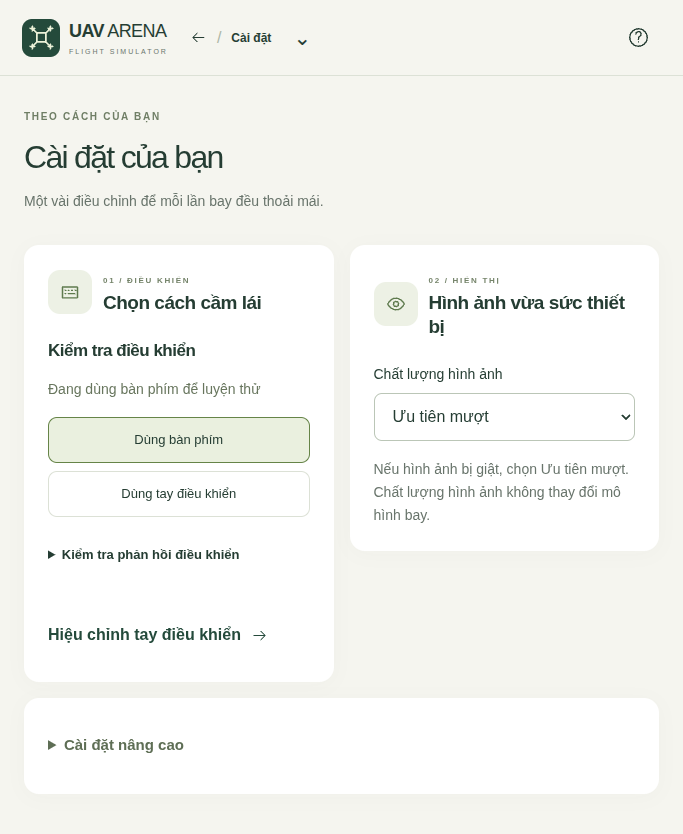 UAV ARENA
FLIGHT SIMULATOR
/ Cài đặt
THEO CÁCH CỦA BẠN
Cài đặt của bạn
Một vài điều chỉnh để mỗi lần bay đều thoải mái.
01 / ĐIỀU KHIỂN
Chọn cách cầm lái
Kiểm tra điều khiển
Đang dùng bàn phím để luyện thử
Dùng bàn phím
Dùng tay điều khiển
Kiểm tra phản hồi điều khiển
Hiệu chỉnh tay điều khiển
02 / HIỂN THỊ
Hình ảnh vừa sức thiết
bị
Chất lượng hình ảnh
Ưu tiên mượt
Nếu hình ảnh bị giật, chọn Ưu tiên mượt.
Chất lượng hình ảnh không thay đổi mô
hình bay.
Cài đặt nâng cao